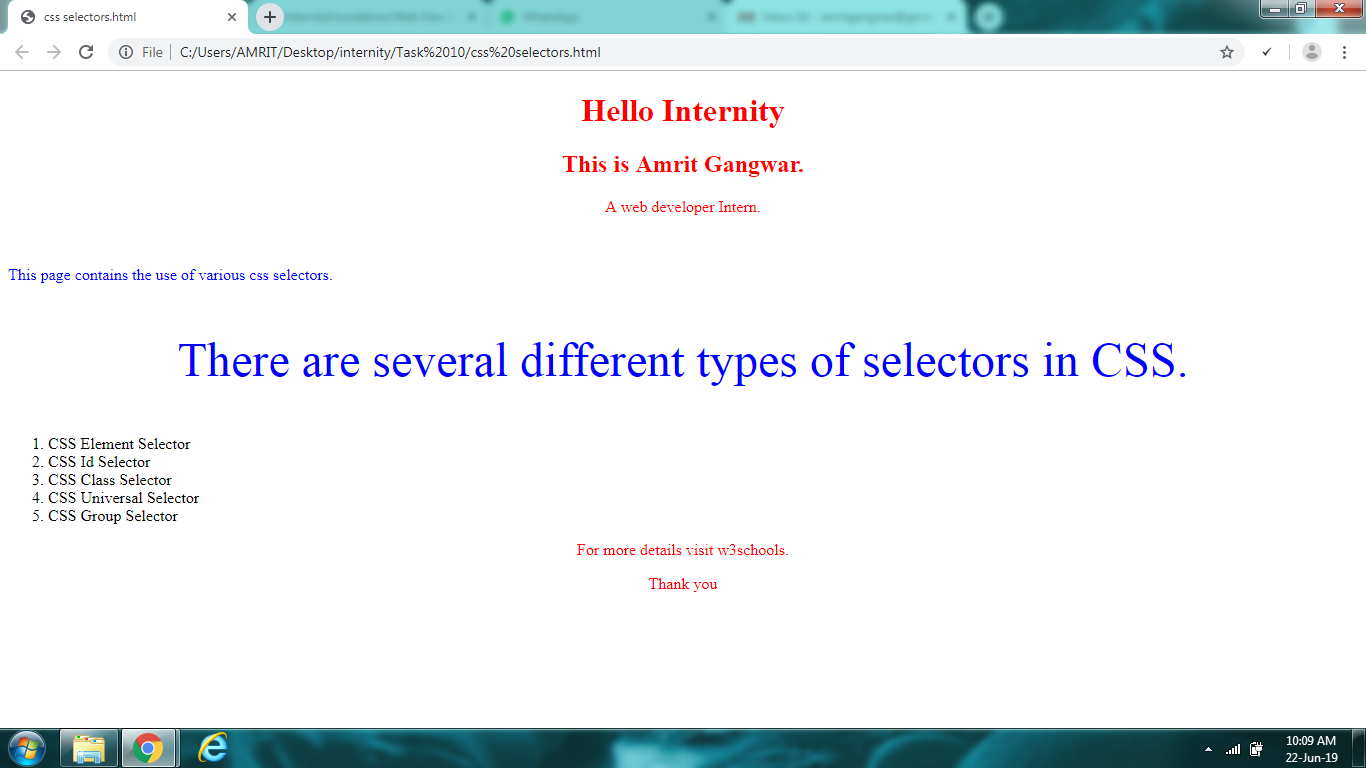 css selectors.html
WhatsApp
File
C:/Users/AMRIT/Desktop/internity/Task%2010/css%20selectors.html
Hello Internity
This is Amrit Gangwar.
A web developer Intern.
This page contains the use of various css selectors.
There are several different types of selectors in CSS.
1. CSS Element Selector
2. CSS Id Selector
3. CSS Class Selector
4. CSS Universal Selector
5. CSS Group Selector
For more details visit w3schools.
Thank you
10:09 AM
22-Jun-19